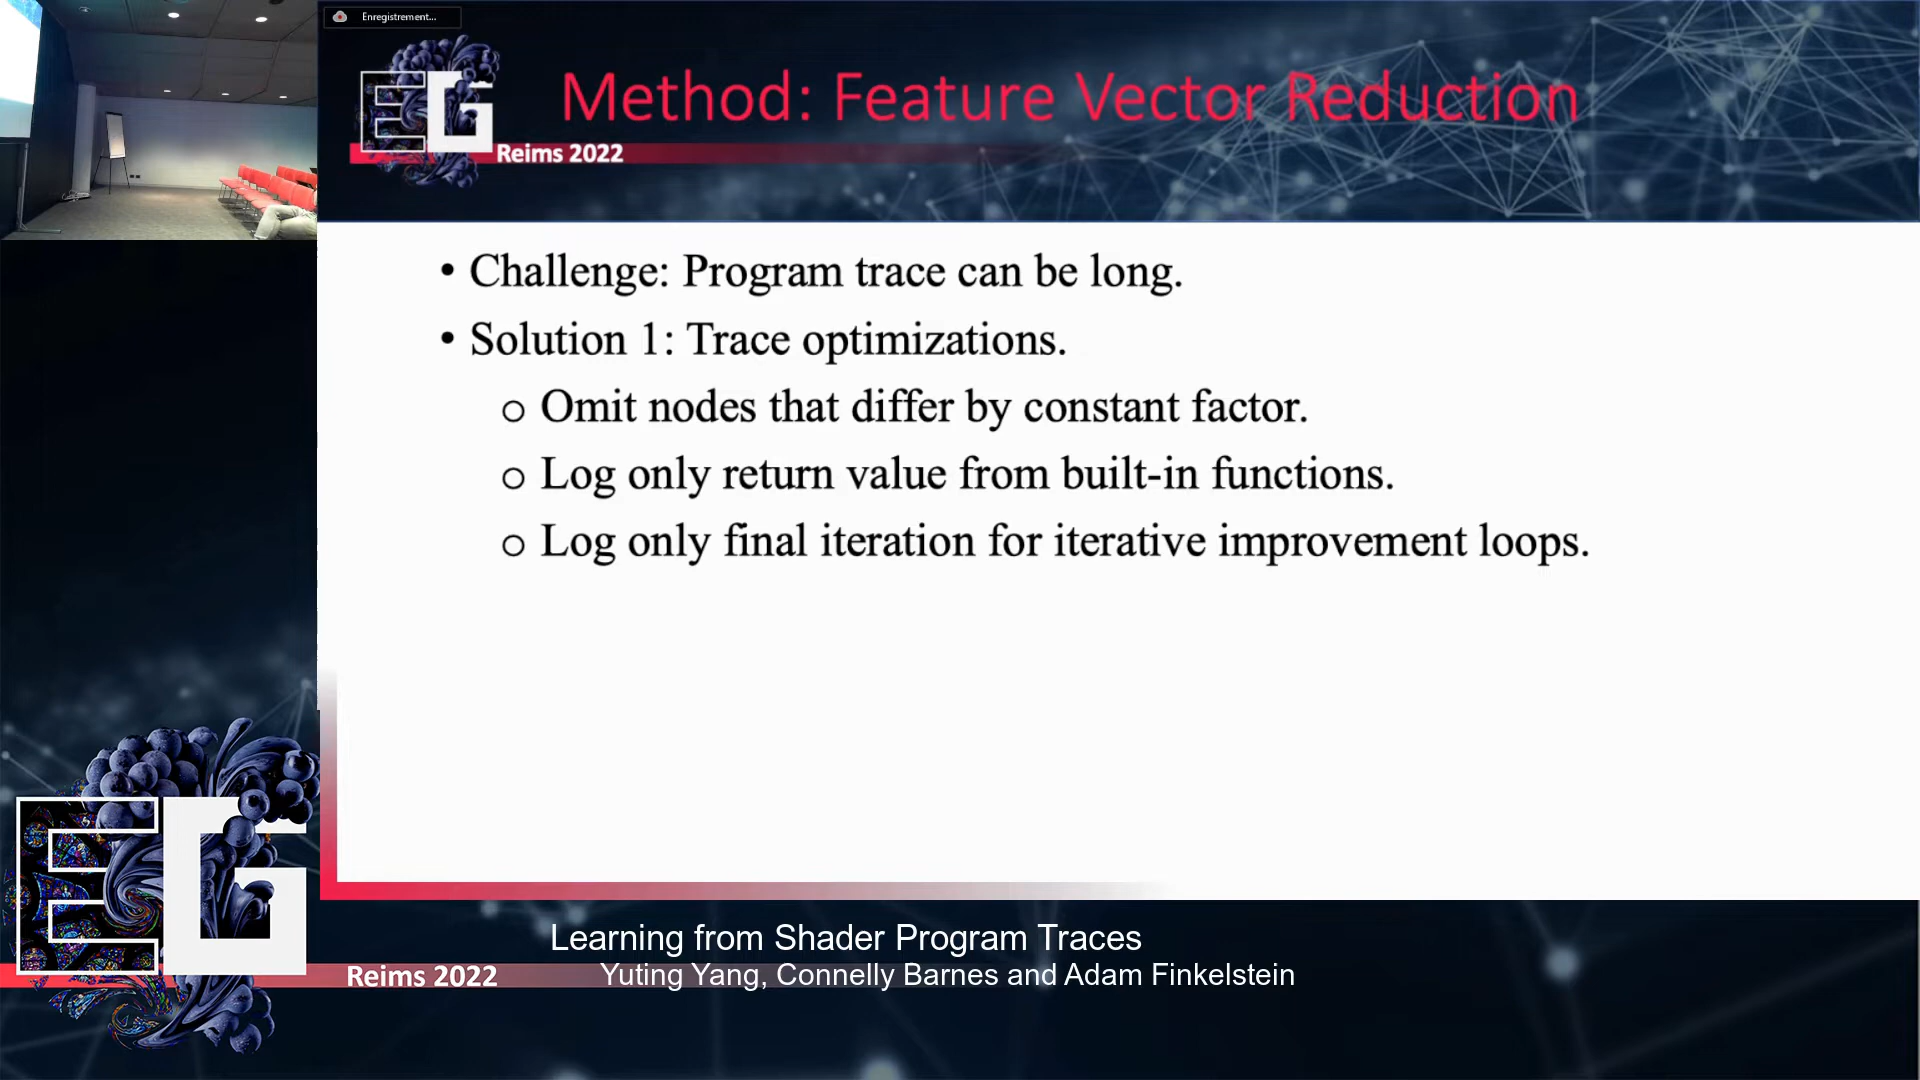 Enregistrement...
EG
Method: Feature Vector Reduction
Reims 2022
• Challenge: Program trace can be long.
• Solution 1: Trace optimizations.
o Omit nodes that differ by constant factor.
o Log only return value from built-in functions.
o Log only final iteration for iterative improvement loops.
EG
Learning from Shader Program Traces
Reims 2022
Yuting Yang, Connelly Barnes and Adam Finkelstein